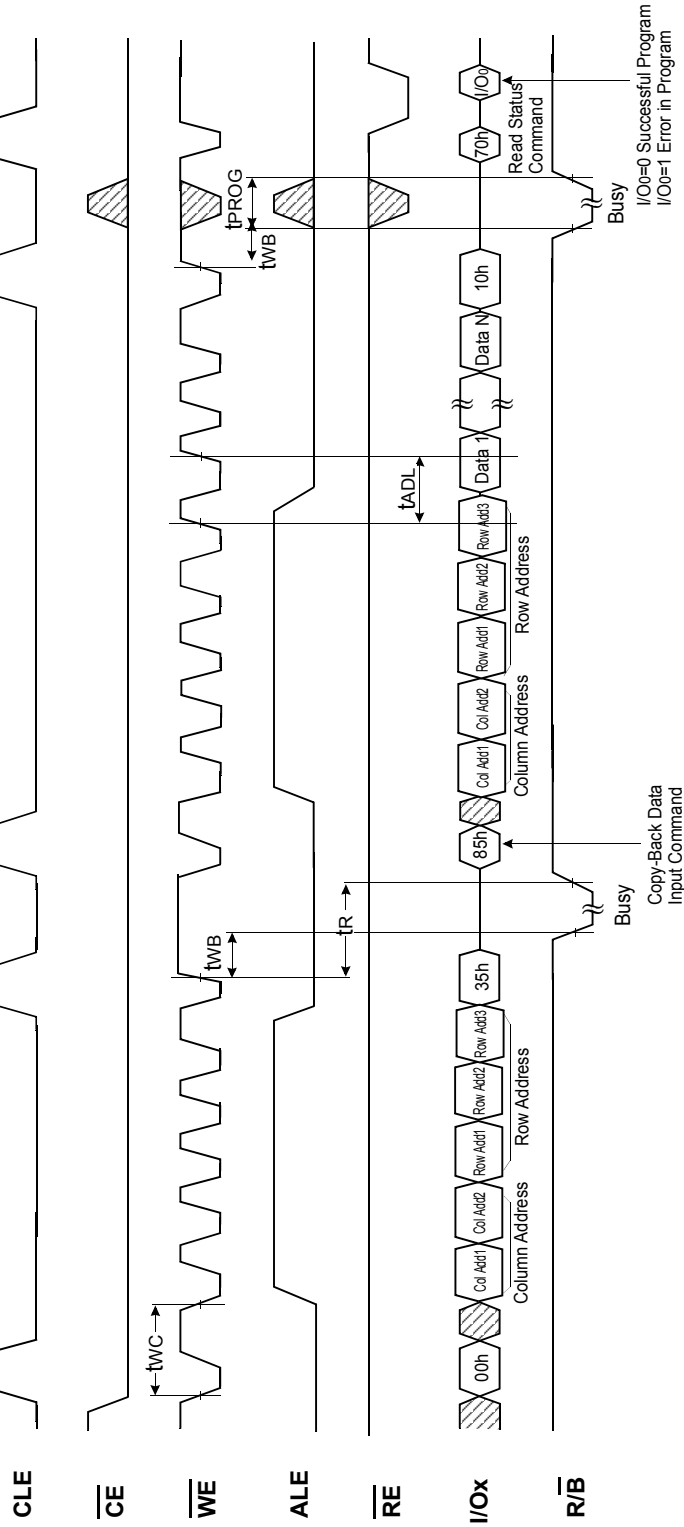 CLE
CE
WE
ALE
RE
I/Ox
R/B
tWC
tWB
tR
tADL
tWB
tPROG
00h
Col Add1
Col Add2
Row Add1
Row Add2
Row Add3
35h
85h
Col Add1
Col Add2
Row Add1
Row Add2
Row Add3
Data 1
Data N
10h
70h
I/O0
Column Address
Row Address
Column Address
Row Address
Read Status
Command
Busy
Busy
Copy-Back Data
Input Command
I/O0=0 Successful Program
I/O0=1 Error in Program